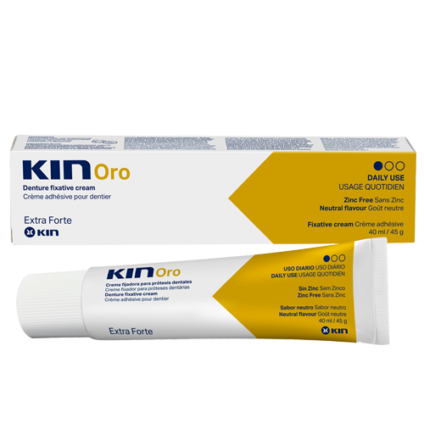 KIN Oro
Denture fixative cream
Crème adhésive pour dentier
Extra Forte
KIN
DAILY USE
USAGE QUOTIDIEN
Zinc Free Sans Zinc
Neutral flavour Goût neutre
Fixative cream Crème adhésive
40 ml / 45 g
KIN Oro
Crema fijadora para prótesis dentales
Creme fixador para próteses dentárias
Denture fixative cream
Crème adhésive pour dentier
Extra Forte
USO DIARIO USO DIÁRIO
DAILY USE USAGE QUOTIDIEN
Sin Zinc Sem Zinco
Zinc Free Sans Zinc
Sabor neutro Sabor neutro
Neutral flavour Goût neutre
40 ml / 45 g
KIN